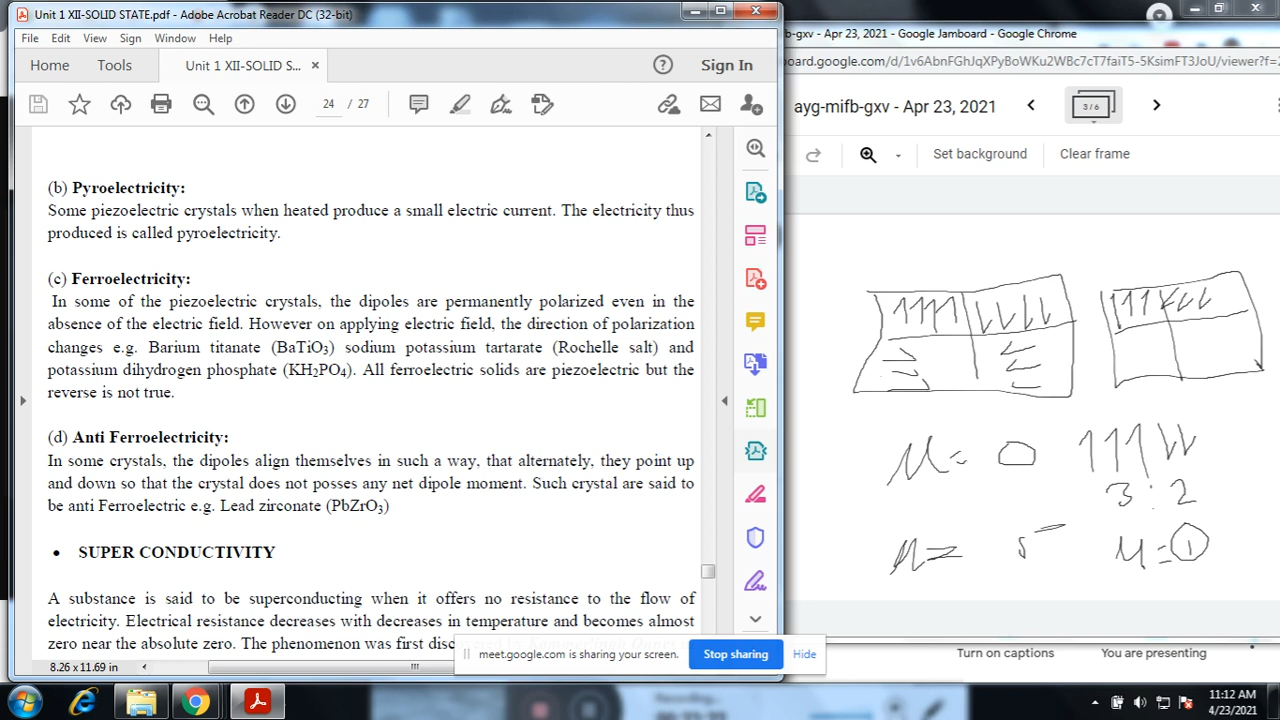 Unit 1 XII-SOLID STATE.pdf - Adobe Acrobat Reader DC (32-bit)
File Edit View Sign Window Help
Home Tools Unit 1 XII-SOLID S... × Sign In
24 / 27
(b) Pyroelectricity:
Some piezoelectric crystals when heated produce a small electric current. The electricity thus
produced is called pyroelectricity.
(c) Ferroelectricity:
In some of the piezoelectric crystals, the dipoles are permanently polarized even in the
absence of the electric field. However on applying electric field, the direction of polarization
changes e.g. Barium titanate (BaTiO3) sodium potassium tartarate (Rochelle salt) and
potassium dihydrogen phosphate (KH2PO4). All ferroelectric solids are piezoelectric but the
reverse is not true.
(d) Anti Ferroelectricity:
In some crystals, the dipoles align themselves in such a way, that alternately, they point up
and down so that the crystal does not posses any net dipole moment. Such crystal are said to
be anti Ferroelectric e.g. Lead zirconate (PbZrO3)
• SUPER CONDUCTIVITY
A substance is said to be superconducting when it offers no resistance to the flow of
electricity. Electrical resistance decreases with decreases in temperature and becomes almost
zero near the absolute zero. The phenomenon was first
8.26 x 11.69 in
meet.google.com is sharing your screen. Stop sharing Hide
fb-gxv - Apr 23, 2021 - Google Jamboard - Google Chrome
board.google.com/d/1v6AbnFGhJqXPyBoWKu2WBc7cT7faiT5-5KsimFT3JoU/viewer?f=2
ayg-mifb-gxv - Apr 23, 2021
3 / 6
Set background Clear frame
μ = 0
3 : 2
μ = 5
μ = 1
Turn on captions You are presenting
11:12 AM
4/23/2021